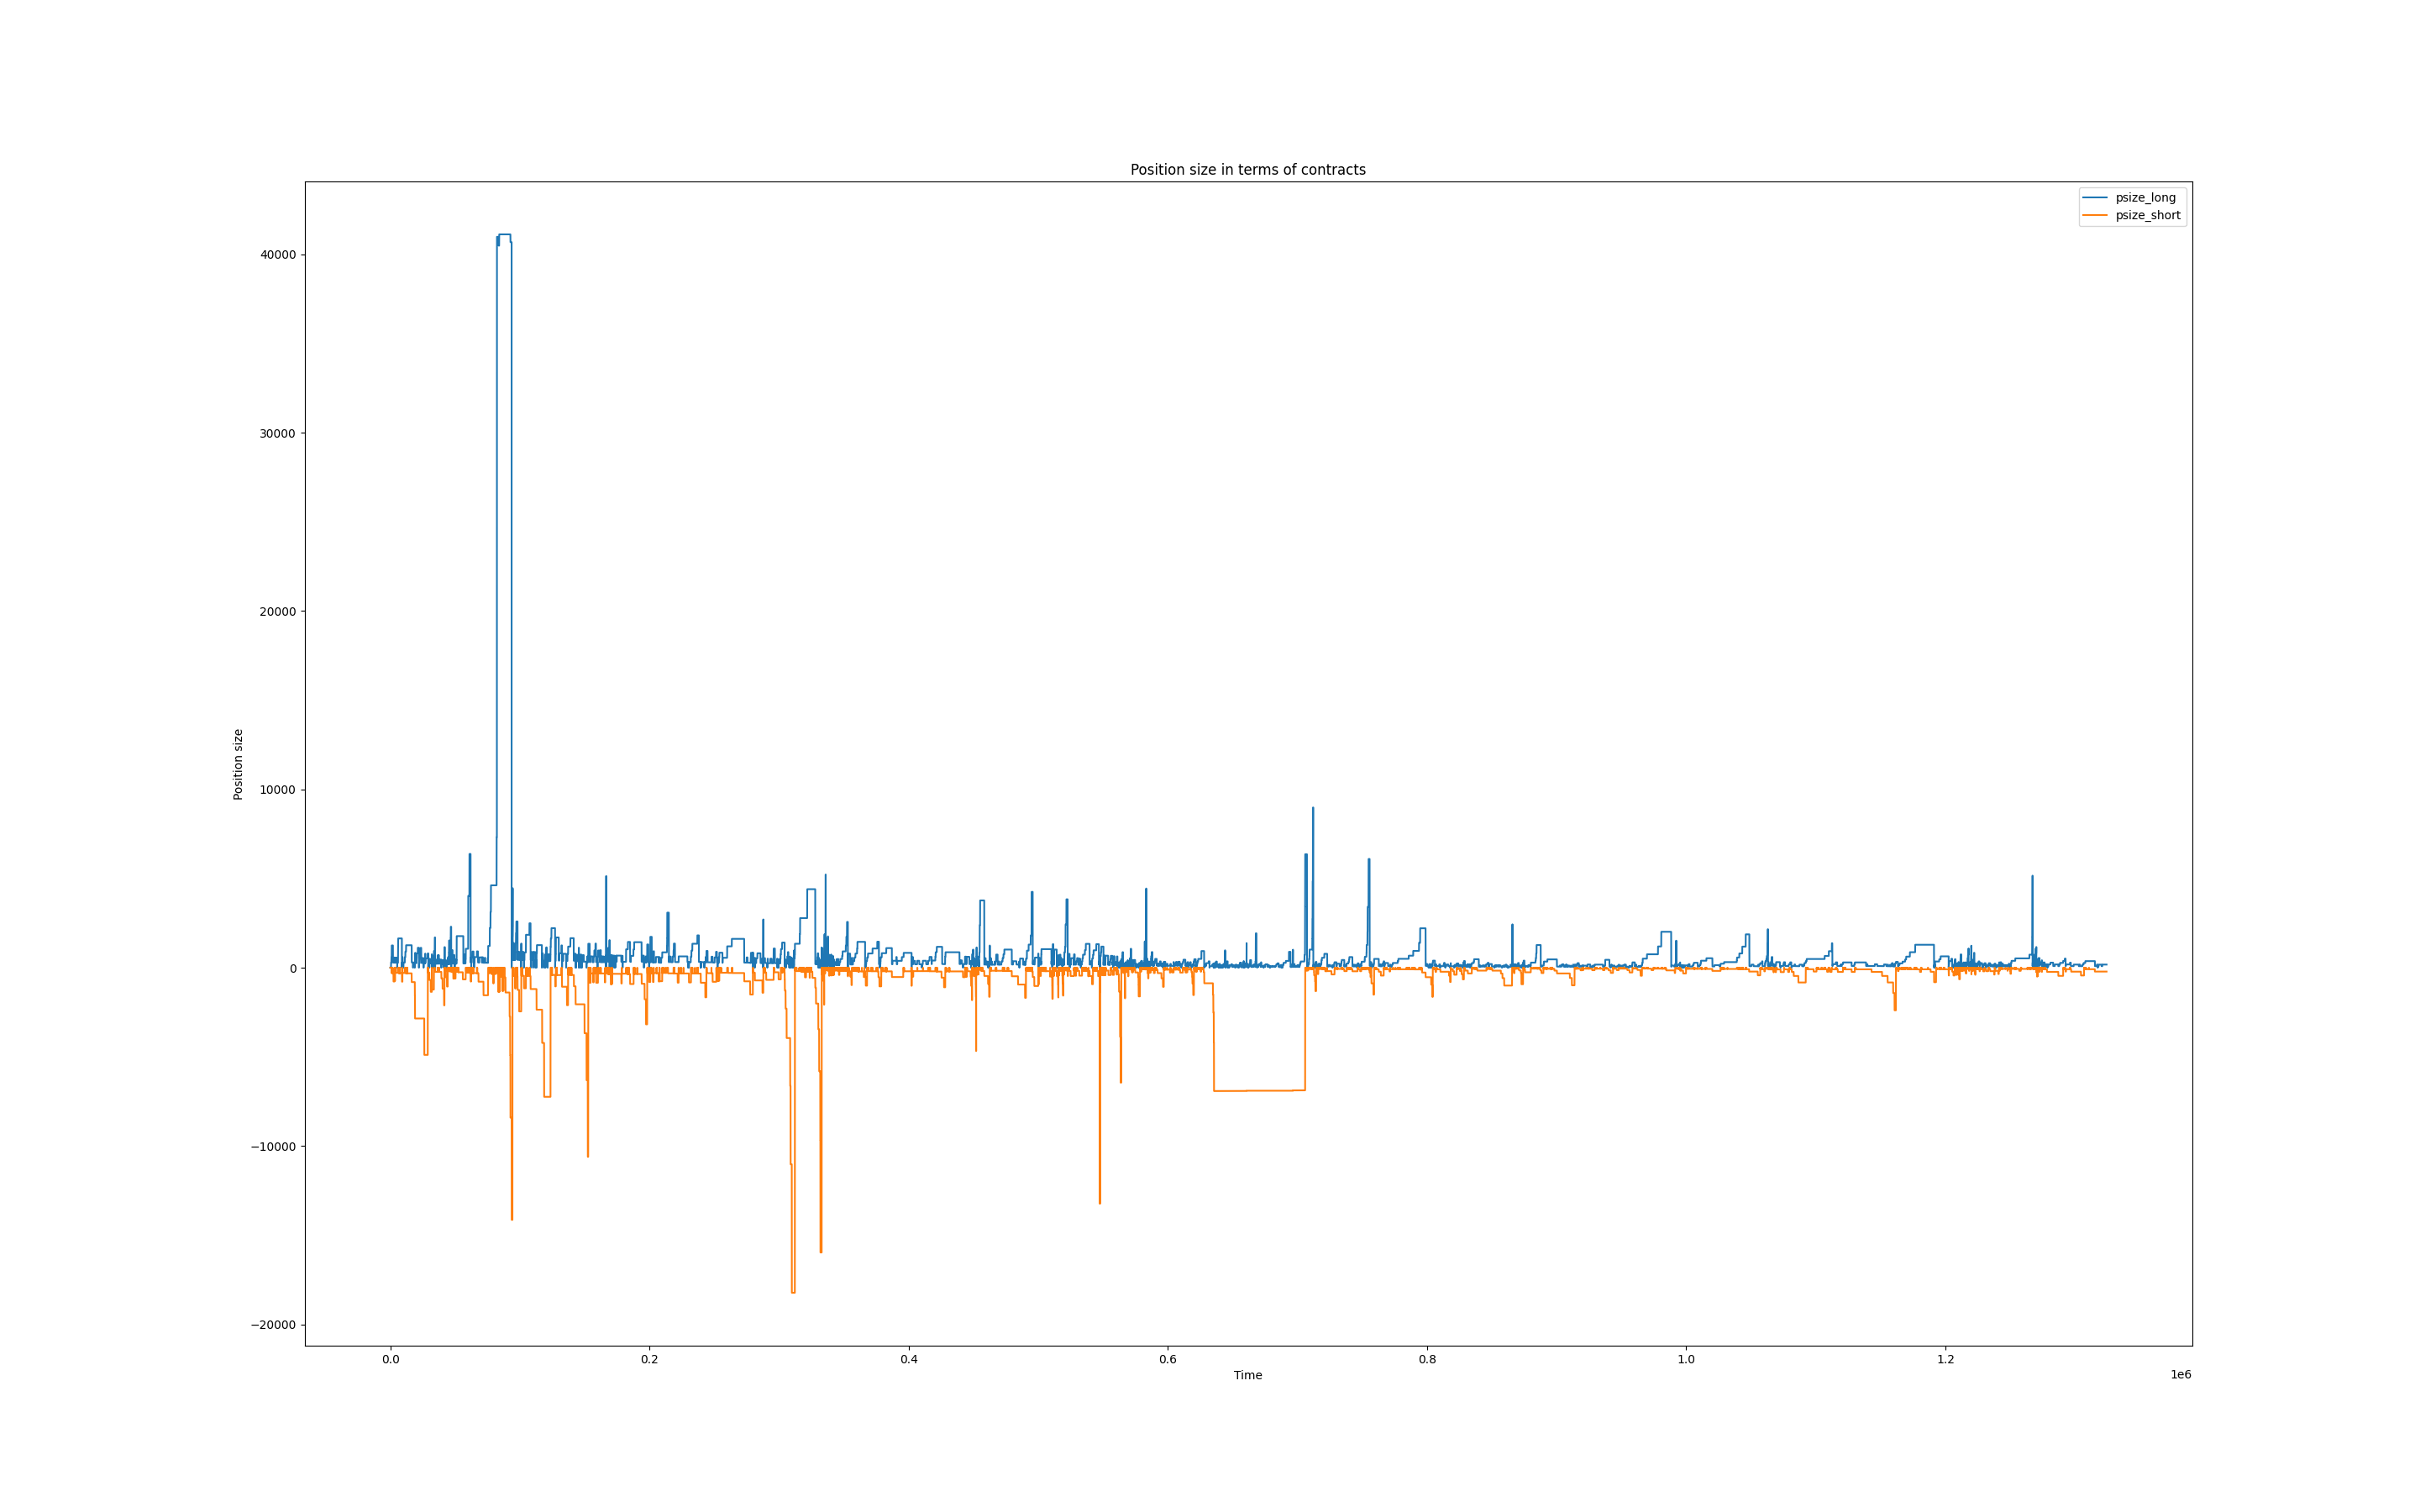 Position size in terms of contracts
psize_long
psize_short
40000
30000
20000
10000
0
−10000
−20000
Position size
0.0
0.2
0.4
0.6
0.8
1.0
1.2
1e6
Time